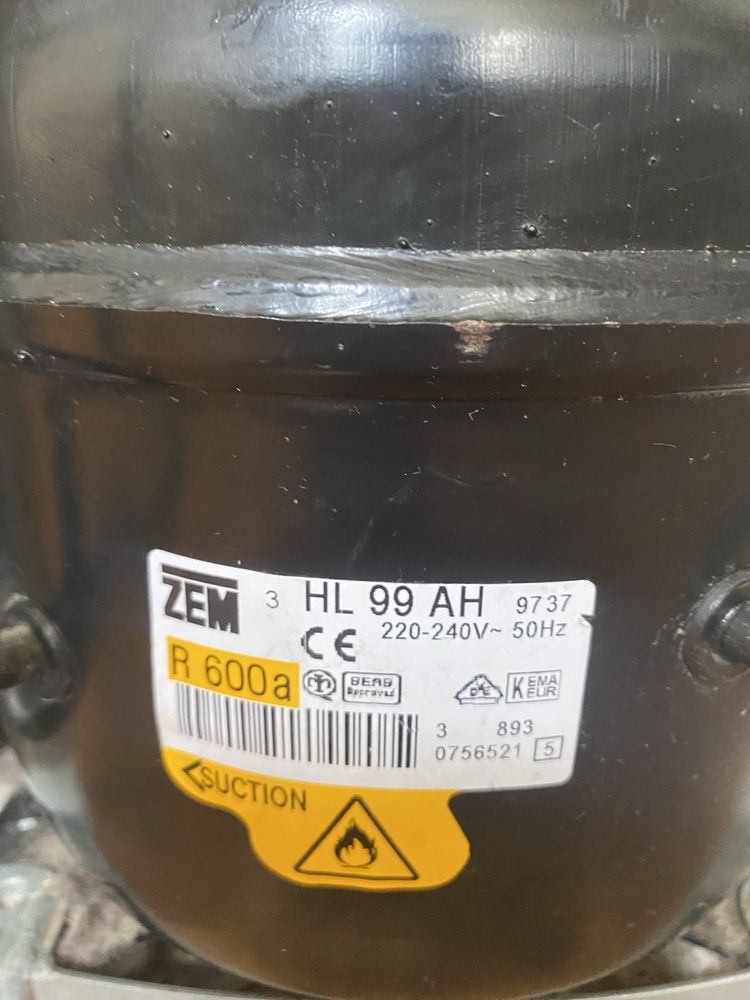 ZEM 3 HL 99 AH 9737
220-240V~ 50Hz
CE
R 600a
BEAB Approved
KEMA EUR
3 893
0756521 5
<SUCTION